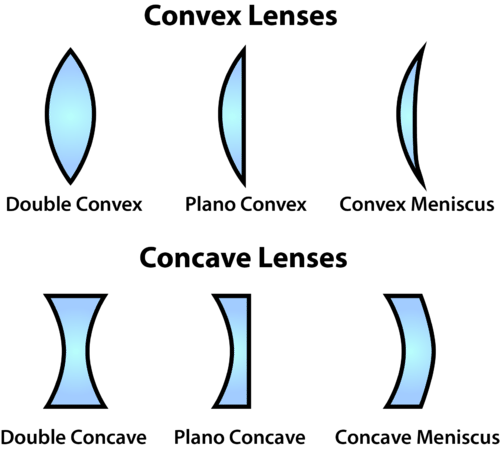 Convex Lenses
Double Convex
Plano Convex
Convex Meniscus
Concave Lenses
Double Concave
Plano Concave
Concave Meniscus